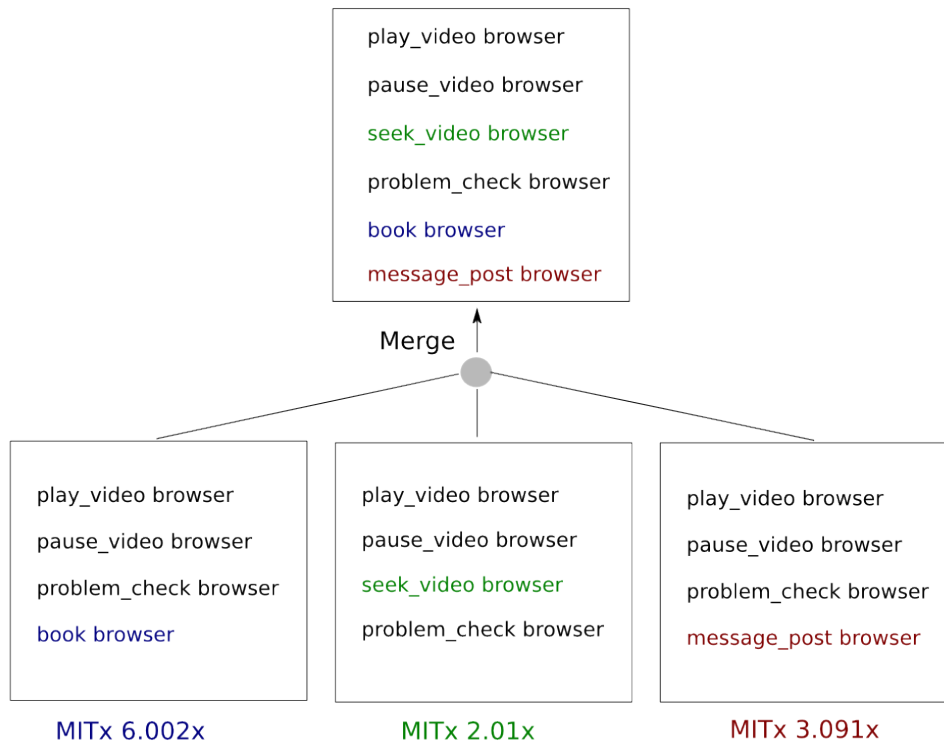 play_video browser
pause_video browser
seek_video browser
problem_check browser
book browser
message_post browser
Merge
play_video browser
pause_video browser
problem_check browser
book browser
MITx 6.002x
play_video browser
pause_video browser
seek_video browser
problem_check browser
MITx 2.01x
play_video browser
pause_video browser
problem_check browser
message_post browser
MITx 3.091x